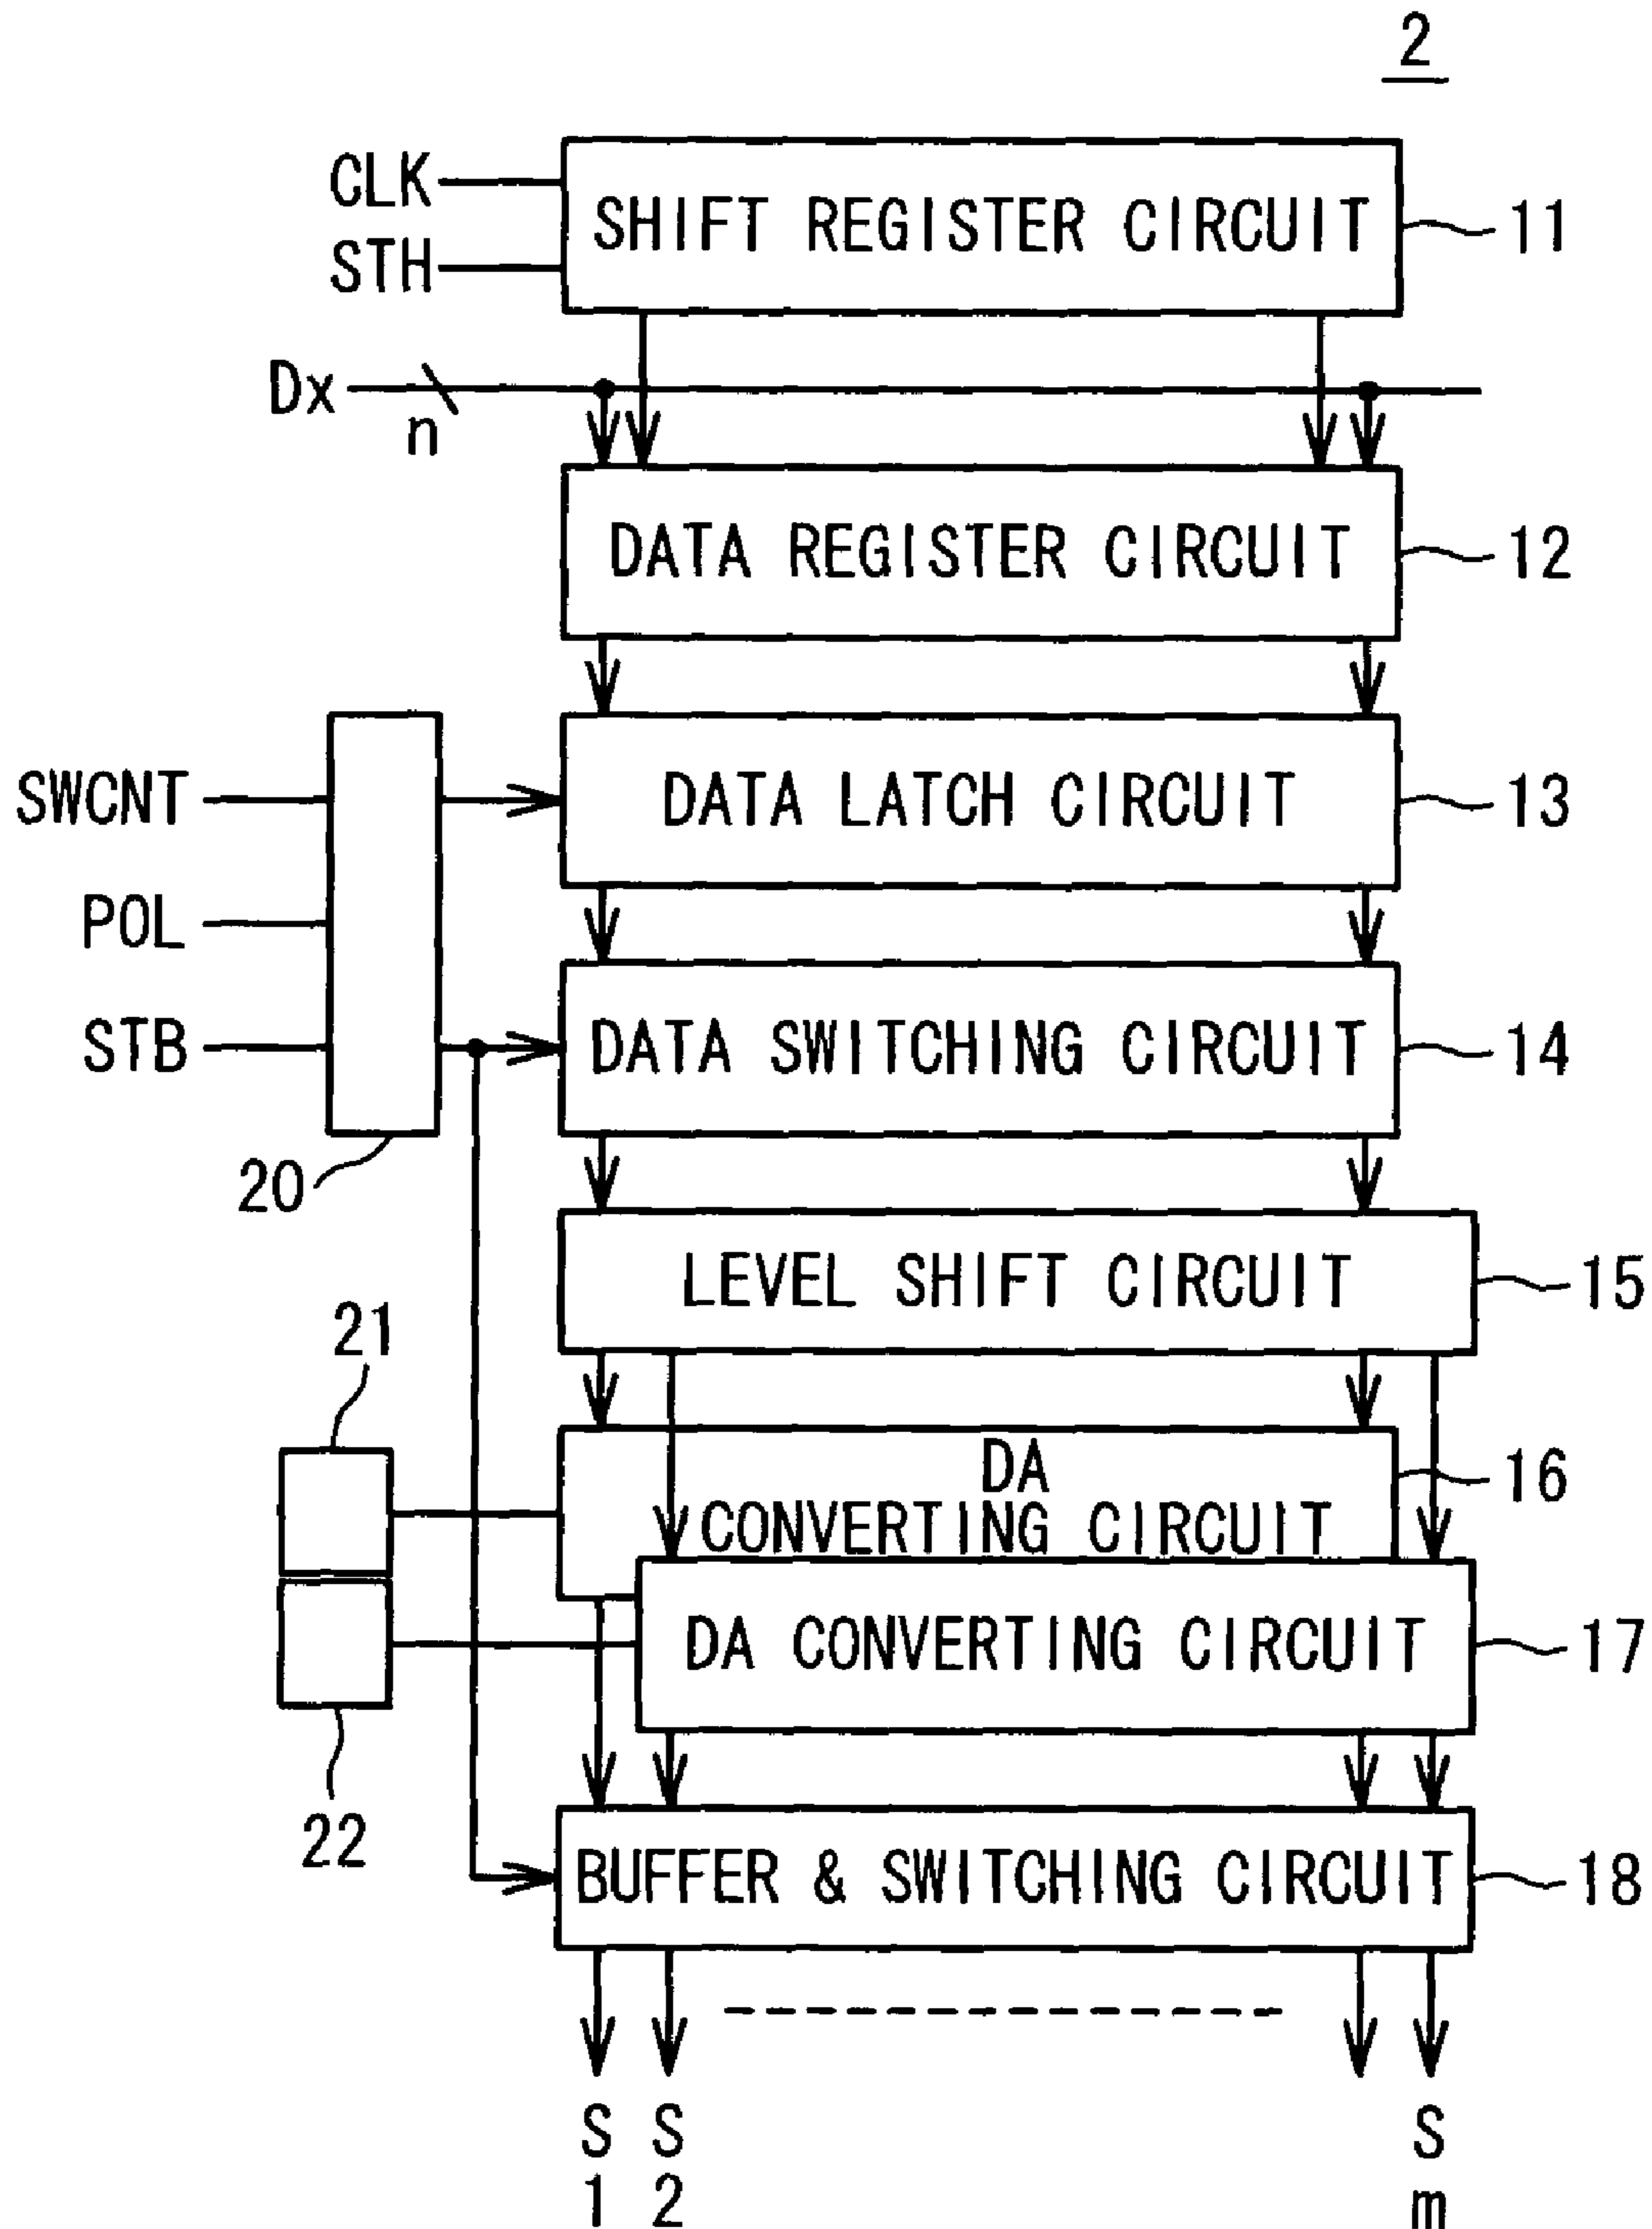 2
CLK
STH
SHIFT REGISTER CIRCUIT
11
Dx
n
DATA REGISTER CIRCUIT
12
SWCNT
DATA LATCH CIRCUIT
13
POL
STB
DATA SWITCHING CIRCUIT
14
20
LEVEL SHIFT CIRCUIT
15
21
DA
CONVERTING CIRCUIT
16
DA CONVERTING CIRCUIT
17
22
BUFFER & SWITCHING CIRCUIT
18
S S S
1 2 m